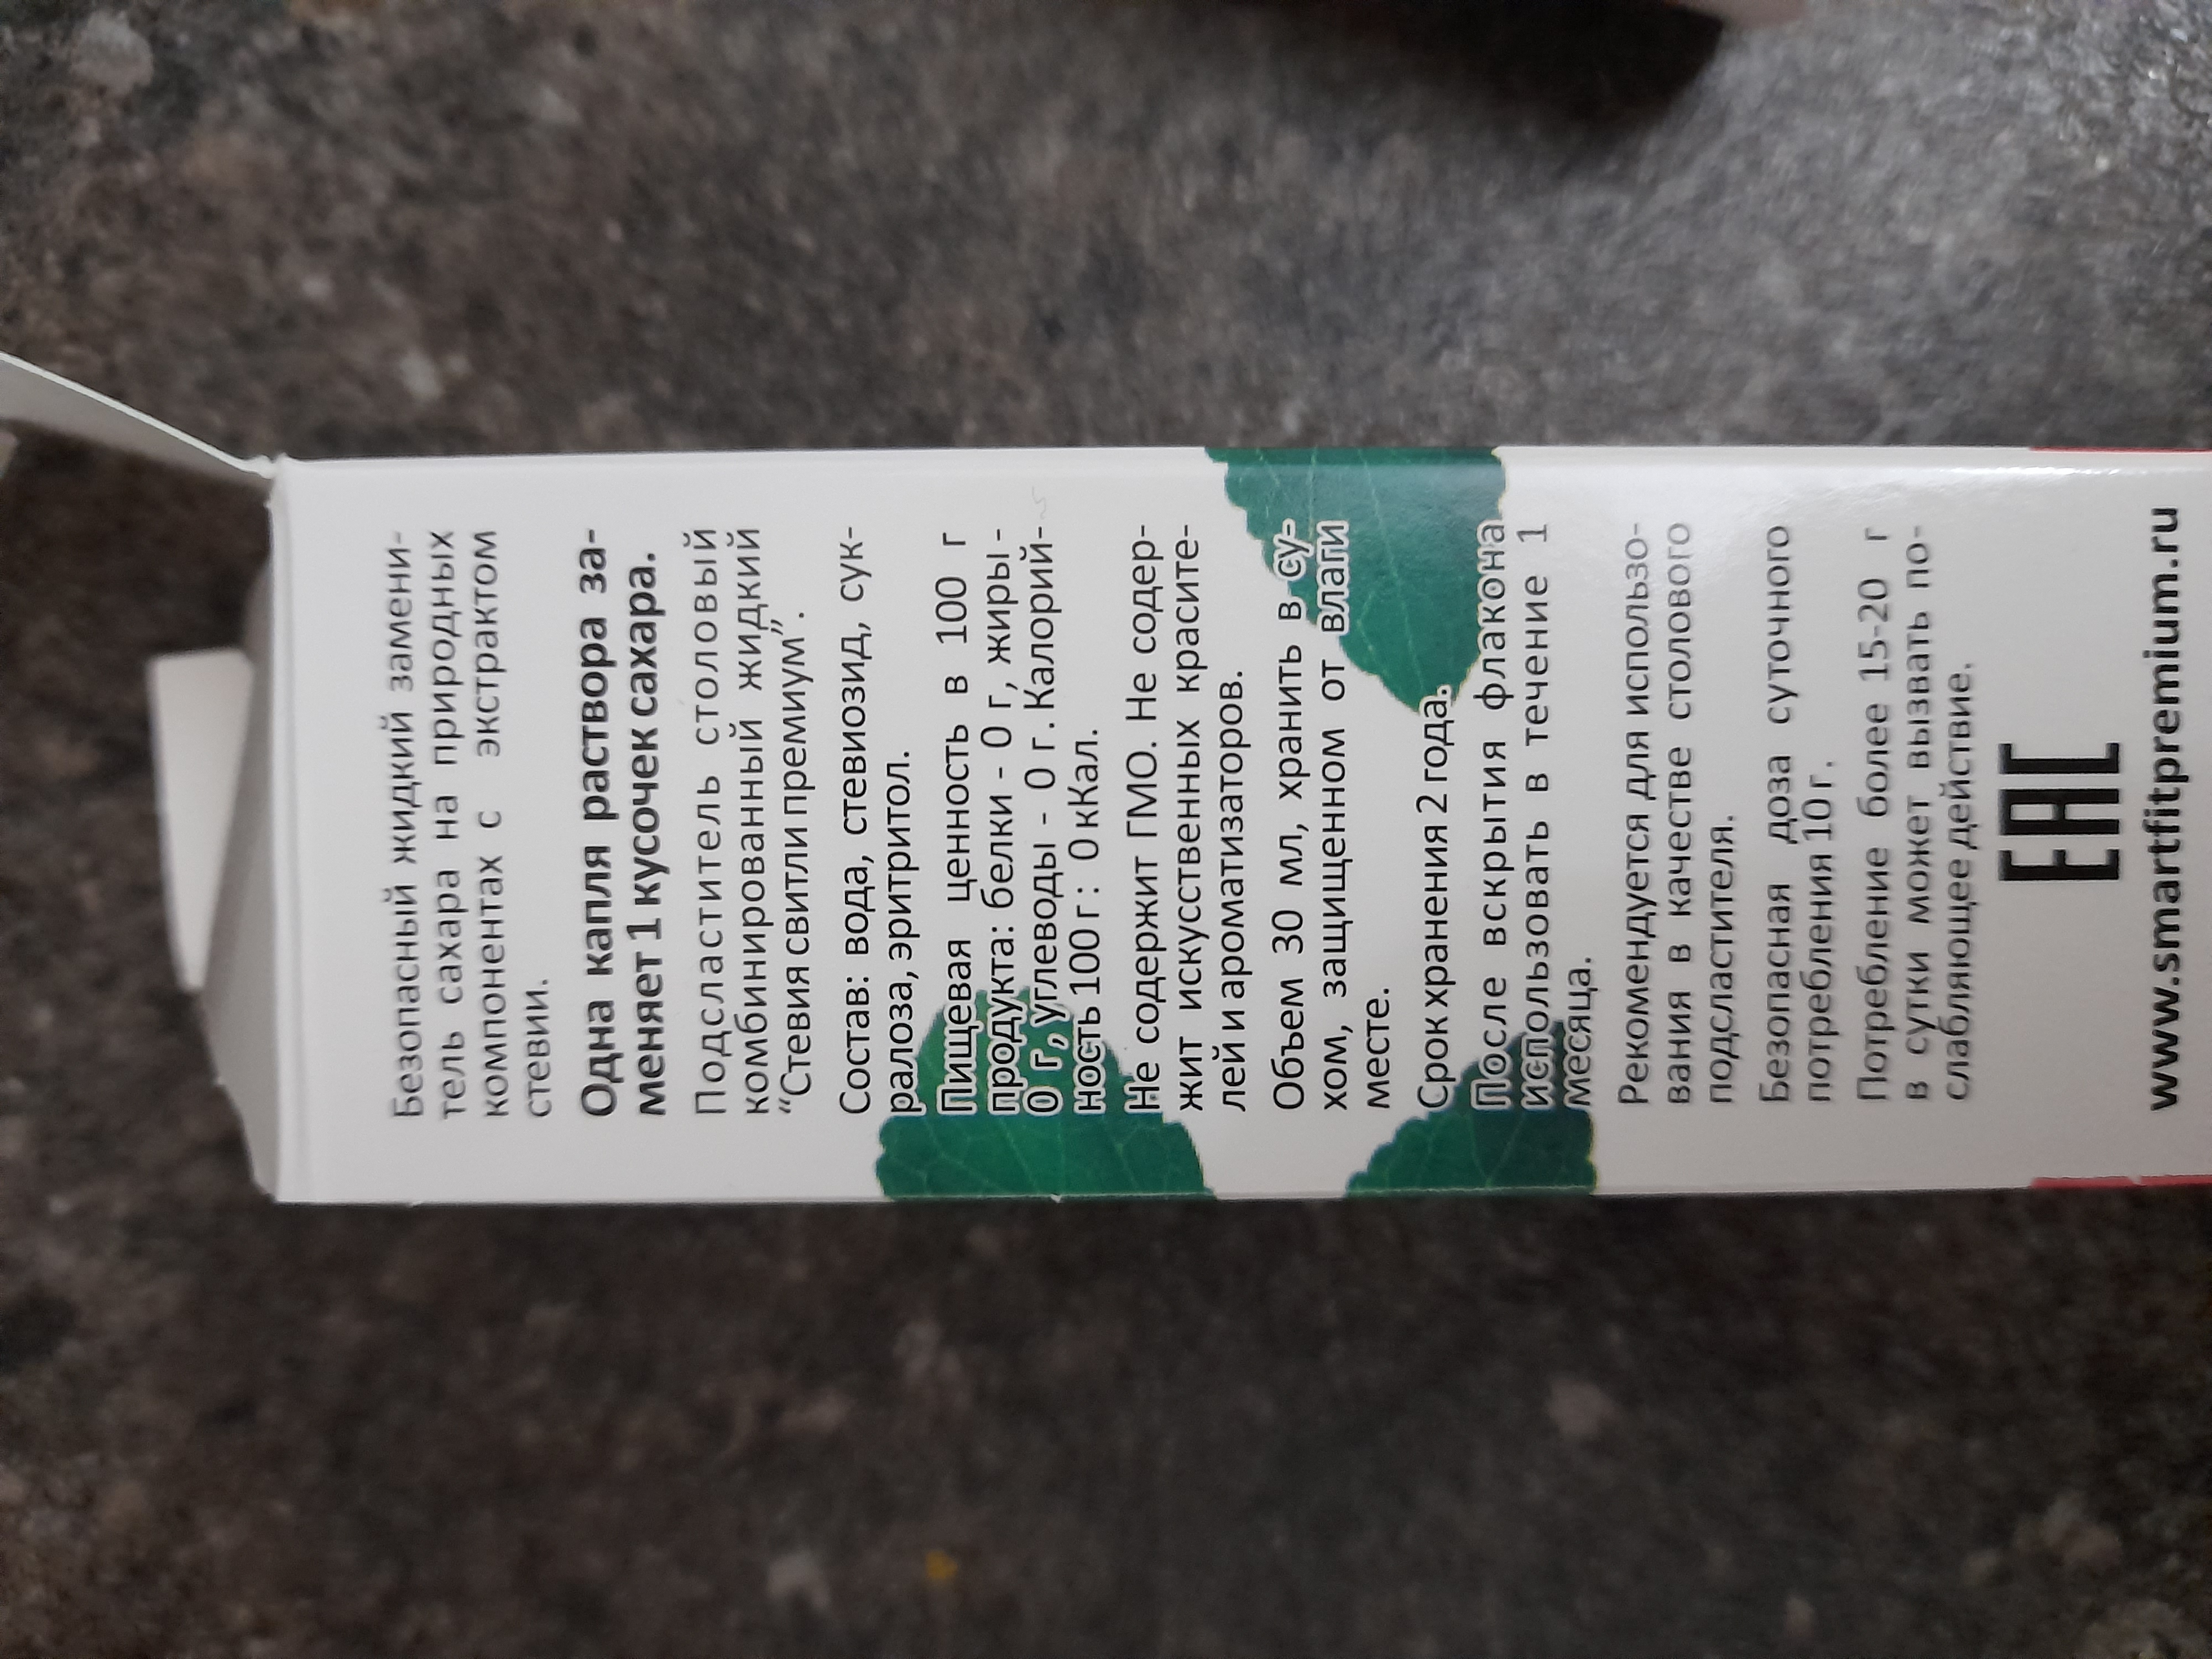 Безопасный жидкий замени-
тель сахара на природных
компонентах с экстрактом
стевии.
Одна капля раствора за-
меняет 1 кусочек сахара.
Подсластитель столовый
комбинированный жидкий
“Стевия свитли премиум”.
Состав: вода, стевиозид, сук-
ралоза, эритритол.
Пищевая ценность в 100 г
продукта: белки - 0 г, жиры -
0 г, углеводы - 0 г. Калорий-
ность 100 г : 0 кКал.
Не содержит ГМО. Не содер-
жит искусственных красите-
лей и ароматизаторов.
Объем 30 мл, хранить в су-
хом, защищенном от влаги
месте.
Срок хранения 2 года.
После вскрытия флакона
использовать в течение 1
месяца.
Рекомендуется для использо-
вания в качестве столового
подсластителя.
Безопасная доза суточного
потребления 10 г.
Потребление более 15-20 г
в сутки может вызвать по-
слабляющее действие.
EAC
www.smartfitpremium.ru